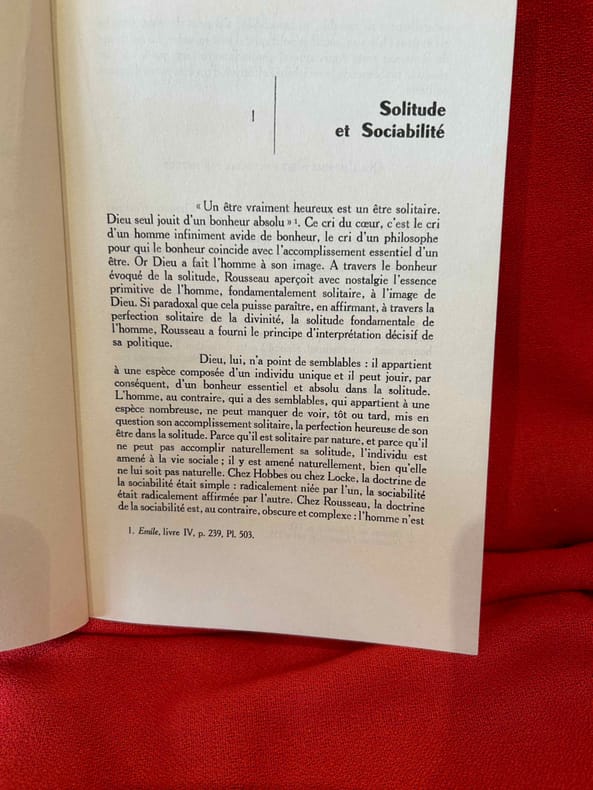 I
Solitude
et Sociabilité
« Un être vraiment heureux est un être solitaire.
Dieu seul jouit d'un bonheur absolu » ¹. Ce cri du cœur, c'est le cri
d'un homme infiniment avide de bonheur, le cri d'un philosophe
pour qui le bonheur coincide avec l'accomplissement essentiel d'un
être. Or Dieu a fait l'homme à son image. A travers le bonheur
évoqué de la solitude, Rousseau aperçoit avec nostalgie l'essence
primitive de l'homme, fondamentalement solitaire, à l'image de
Dieu. Si paradoxal que cela puisse paraître, en affirmant, à travers la
perfection solitaire de la divinité, la solitude fondamentale de
l'homme, Rousseau a fourni le principe d'interprétation décisif de
sa politique.
Dieu, lui, n'a point de semblables : il appartient
à une espèce composée d'un individu unique et il peut jouir, par
conséquent, d'un bonheur essentiel et absolu dans la solitude.
L'homme, au contraire, qui a des semblables, qui appartient à une
espèce nombreuse, ne peut manquer de voir, tôt ou tard, mis en
question son accomplissement solitaire, la perfection heureuse de son
être dans la solitude. Parce qu'il est solitaire par nature, et parce qu'il
ne peut pas accomplir naturellement sa solitude, l'individu est
amené à la vie sociale ; il y est amené naturellement, bien qu'elle
ne lui soit pas naturelle. Chez Hobbes ou chez Locke, la doctrine de
la sociabilité était simple : radicalement niée par l'un, la sociabilité
était radicalement affirmée par l'autre. Chez Rousseau, la doctrine
de la sociabilité est, au contraire, obscure et complexe : l'homme n'est
1. Emile, livre IV, p. 239, Pl. 503.